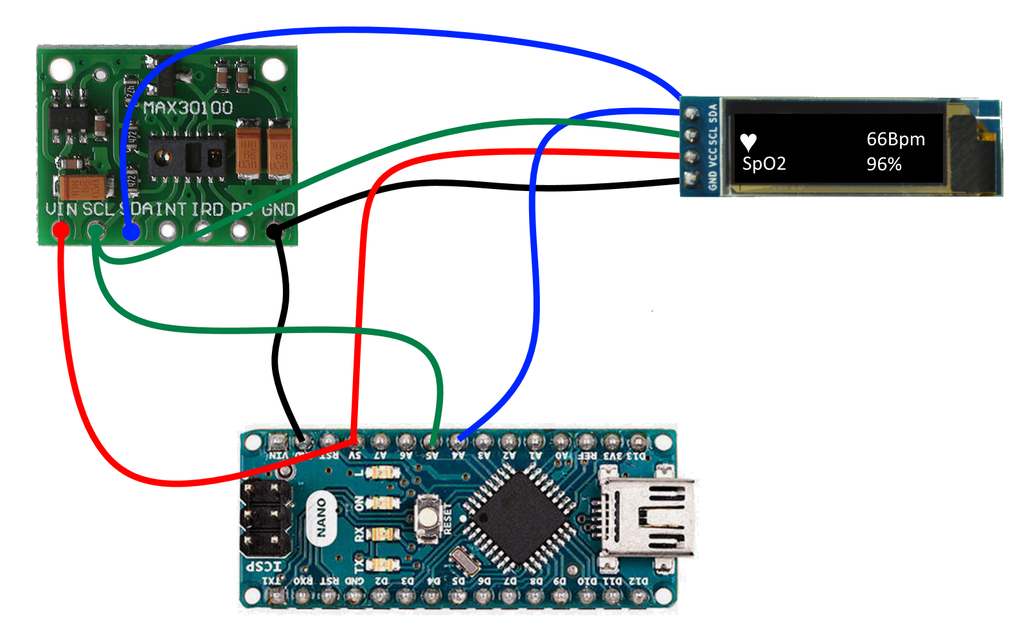 MAX30100
VIN SCL SDA INT IRD RD GND
SDA
SCL
VCC
GND
66Bpm
SpO2 96%
VIN GND RST 5V A7 A6 A5 A4 A3 A2 A1 A0 REF 3V3 D13
L
ON
RX
TX
NANO
RESET
ICSP
TX1 RX0 RST GND D2 D3 D4 D5 D6 D7 D8 D9 D10 D11 D12